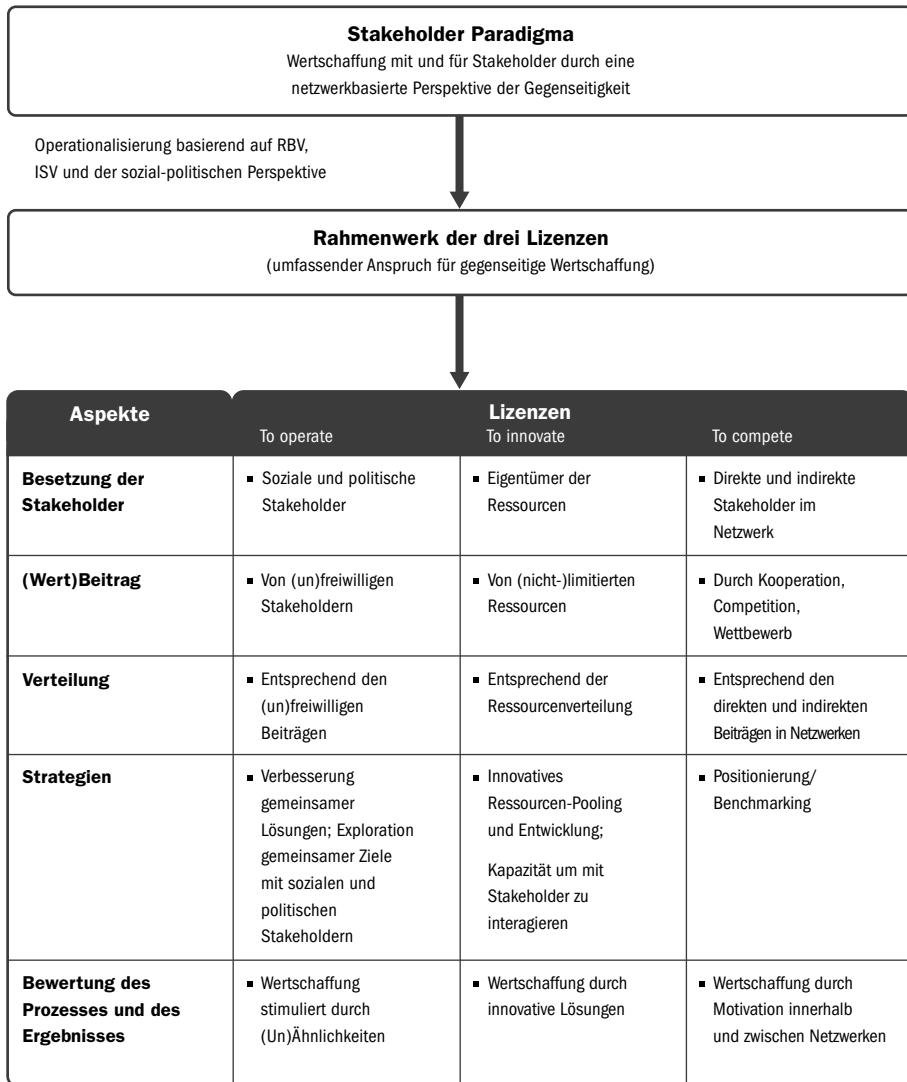 Stakeholder Paradigma
Wertschaffung mit und für Stakeholder durch eine
netzwerkbasierte Perspektive der Gegenseitigkeit
Operationalisierung basierend auf RBV,
ISV und der sozial-politischen Perspektive
Rahmenwerk der drei Lizenzen
(umfassender Anspruch für gegenseitige Wertschaffung)
Aspekte
Lizenzen
To operate
To innovate
To compete
Besetzung der
Stakeholder
▪ Soziale und politische
Stakeholder
▪ Eigentümer der
Ressourcen
▪ Direkte und indirekte
Stakeholder im
Netzwerk
(Wert)Beitrag
▪ Von (un)freiwilligen
Stakeholdern
▪ Von (nicht-)limitierten
Ressourcen
▪ Durch Kooperation,
Competition,
Wettbewerb
Verteilung
▪ Entsprechend den
(un)freiwilligen
Beiträgen
▪ Entsprechend der
Ressourcenverteilung
▪ Entsprechend den
direkten und indirekten
Beiträgen in Netzwerken
Strategien
▪ Verbesserung
gemeinsamer
Lösungen; Exploration
gemeinsamer Ziele
mit sozialen und
politischen
Stakeholdern
▪ Innovatives
Ressourcen-Pooling
und Entwicklung;
Kapazität um mit
Stakeholder zu
interagieren
▪ Positionierung/
Benchmarking
Bewertung des
Prozesses und des
Ergebnisses
▪ Wertschaffung
stimuliert durch
(Un)Ähnlichkeiten
▪ Wertschaffung durch
innovative Lösungen
▪ Wertschaffung durch
Motivation innerhalb
und zwischen Netzwerken